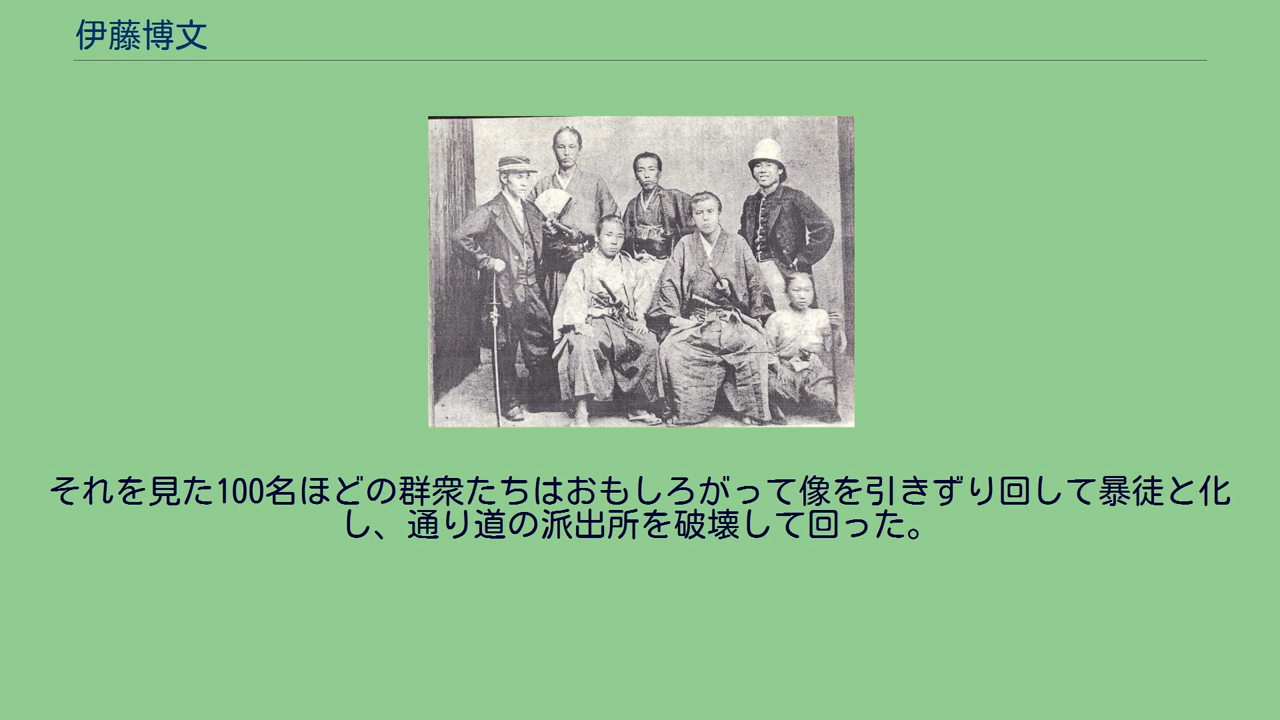 伊藤博文
それを見た100名ほどの群衆たちはおもしろがって像を引きずり回して暴徒と化
し、通り道の派出所を破壊して回った。